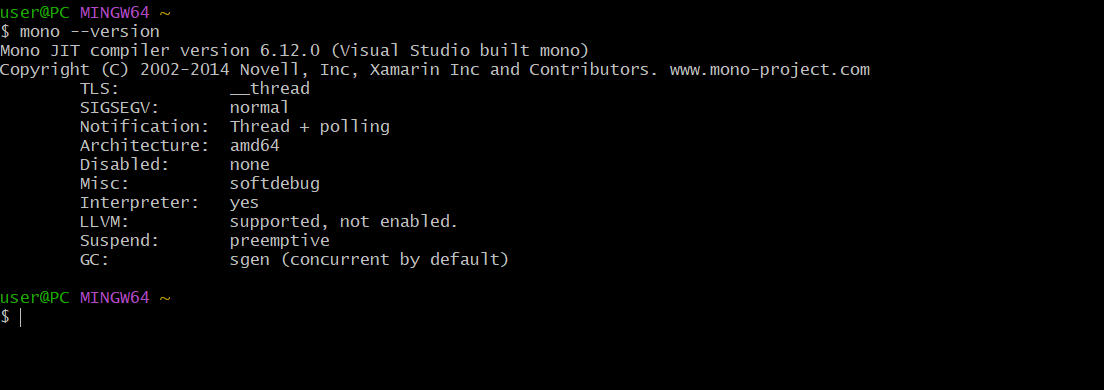 user@PC MINGW64 ~
$ mono --version
Mono JIT compiler version 6.12.0 (Visual Studio built mono)
Copyright (C) 2002-2014 Novell, Inc, Xamarin Inc and Contributors. www.mono-project.com
        TLS:           __thread
        SIGSEGV:       normal
        Notification:  Thread + polling
        Architecture:  amd64
        Disabled:      none
        Misc:          softdebug
        Interpreter:   yes
        LLVM:          supported, not enabled.
        Suspend:       preemptive
        GC:            sgen (concurrent by default)

user@PC MINGW64 ~
$